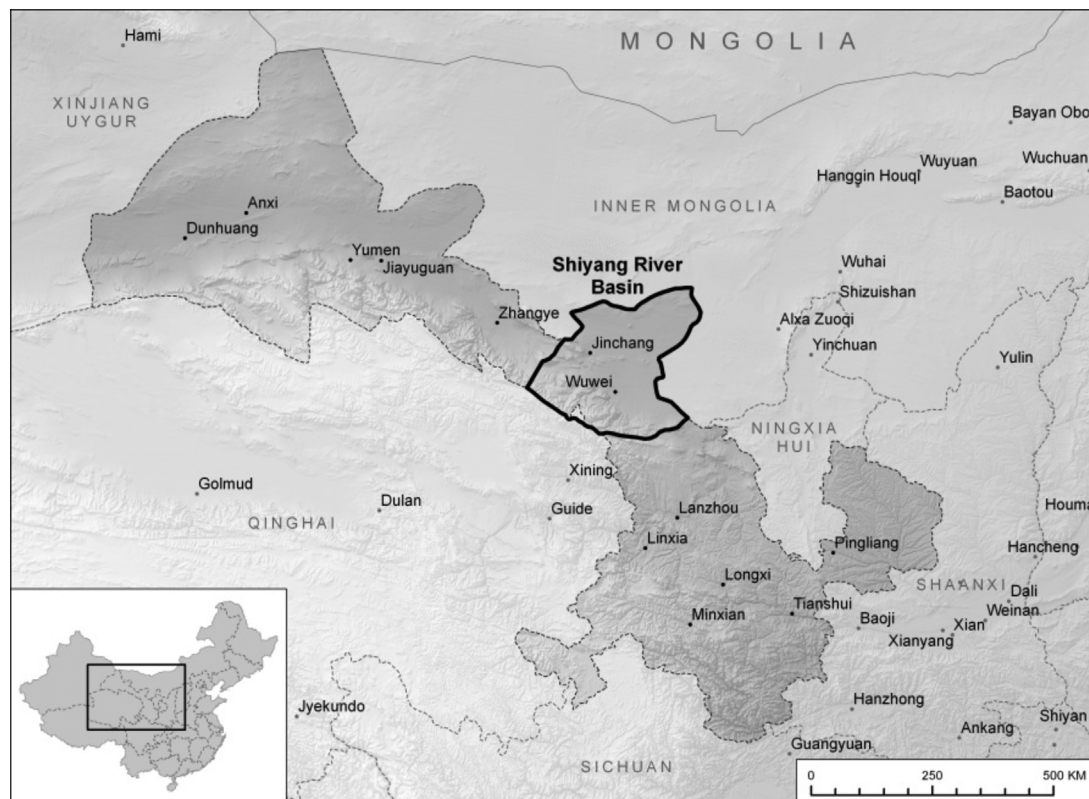 Hami
MONGOLIA
XINJIANG
UYGUR
Bayan Obo
Wuyuan
Wuchuan
Hanggin Houqi
Baotou
Anxi
INNER MONGOLIA
Dunhuang
Yumen
Jiayuguan
Shiyang River
Basin
Wuhai
Shizuishan
Zhangye
Alxa Zuoqi
Jinchang
Yinchuan
Yulin
Wuwei
NINGXIA
HUI
Xining
Golmud
Dulan
Guide
Lanzhou
QINGHAI
Houma
Linxia
Pingliang
Hancheng
Longxi
SHAANXI
Dali
Tianshui
Weinan
Minxian
Baoji
Xian
Xianyang
Jyekundo
Hanzhong
Shiyan
Ankang
Guangyuan
SICHUAN
0 250 500 KM